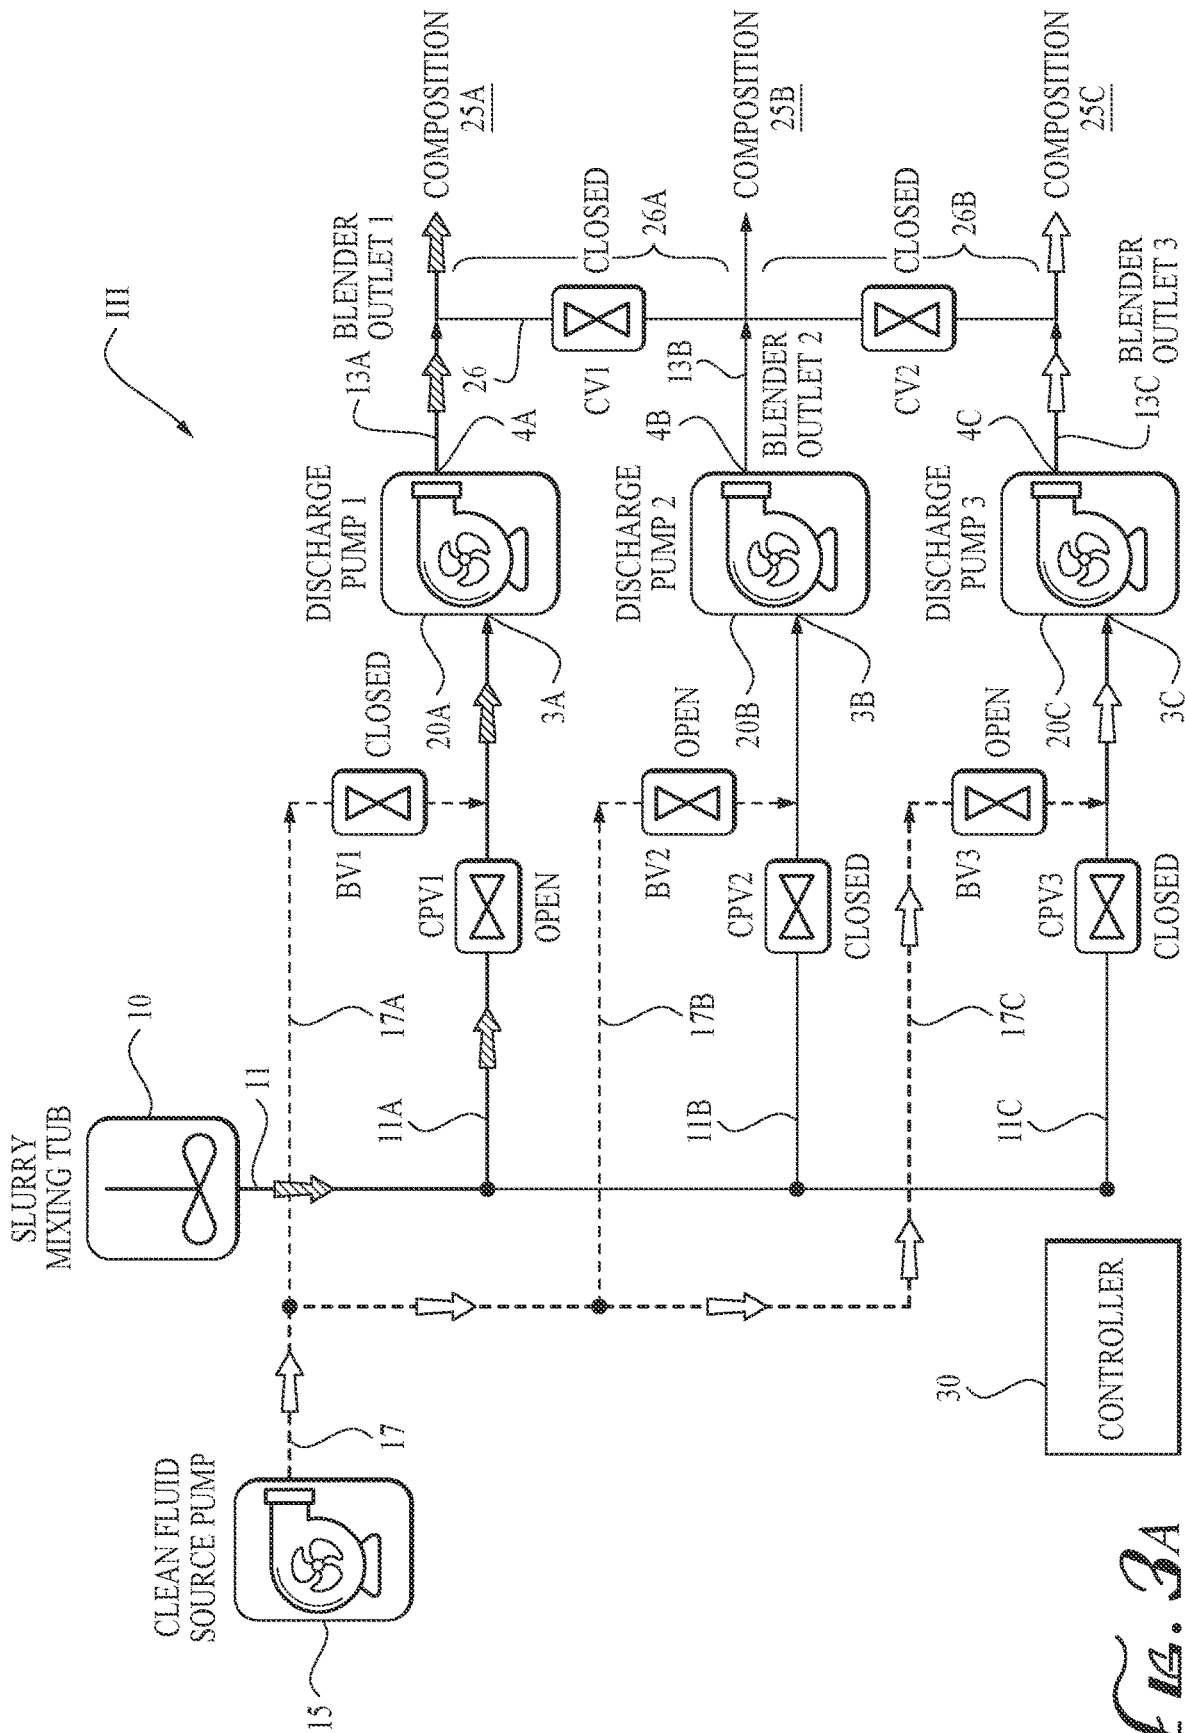 III
SLURRY
MIXING TUB
10
11
CLEAN FLUID
SOURCE PUMP
15
17
17A
BV1
CLOSED
11A
CPV1
OPEN
20A
3A
DISCHARGE
PUMP 1
4A
13A
BLENDER
OUTLET 1
COMPOSITION
25A
26
CV1
CLOSED
26A
17B
BV2
OPEN
11B
CPV2
CLOSED
20B
3B
DISCHARGE
PUMP 2
4B
13B
BLENDER
OUTLET 2
COMPOSITION
25B
CV2
CLOSED
26B
17C
BV3
OPEN
11C
CPV3
CLOSED
20C
3C
DISCHARGE
PUMP 3
4C
13C
BLENDER
OUTLET 3
COMPOSITION
25C
30
CONTROLLER
FIG. 3A